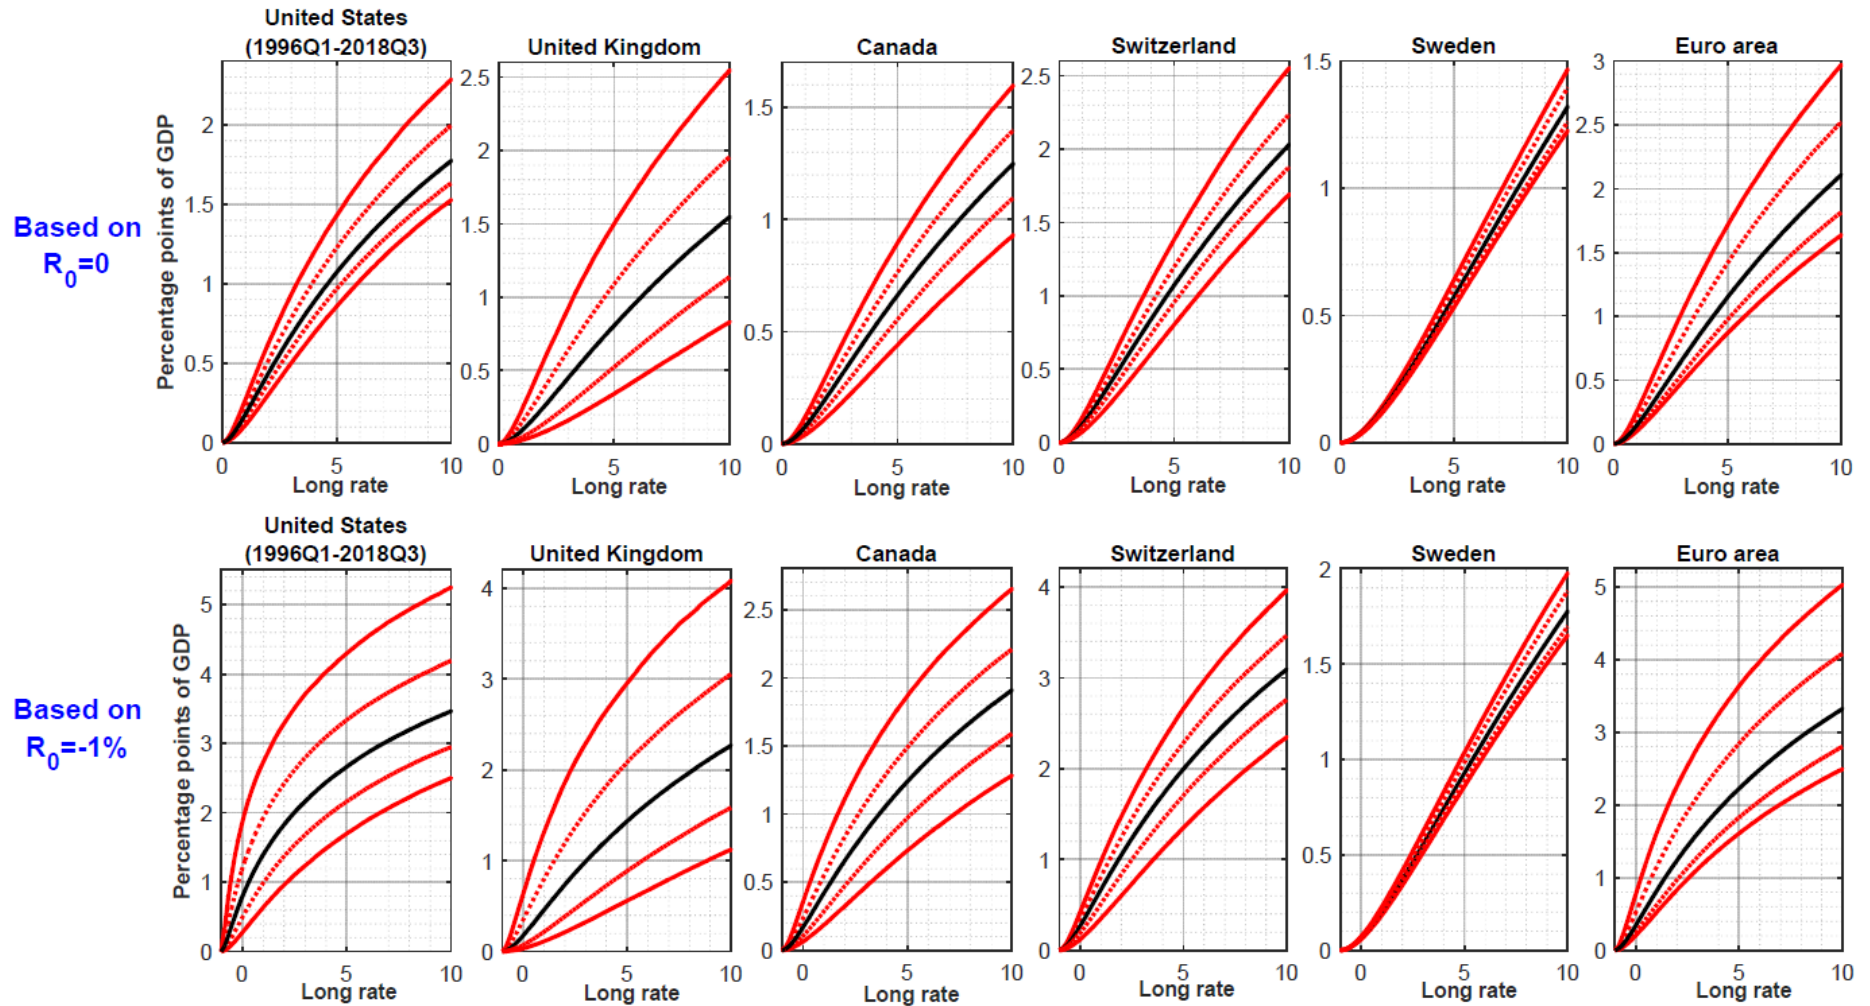 United States
(1996Q1-2018Q3)
United Kingdom
Canada
Switzerland
Sweden
Euro area
Based on
R0=0
Percentage points of GDP
2
1.5
1
0.5
0
2.5
2
1.5
1
0.5
0
1.5
1
0.5
0
2.5
2
1.5
1
0.5
0
1.5
1
0.5
0
3
2.5
2
1.5
1
0.5
0
0 5 10
0 5 10
0 5 10
0 5 10
0 5 10
0 5 10
Long rate
Long rate
Long rate
Long rate
Long rate
Long rate
United States
(1996Q1-2018Q3)
United Kingdom
Canada
Switzerland
Sweden
Euro area
Based on
R0=-1%
Percentage points of GDP
5
4
3
2
1
0
4
3
2
1
0
2.5
2
1.5
1
0.5
0
4
3
2
1
0
2
1.5
1
0.5
0
5
4
3
2
1
0
0 5 10
0 5 10
0 5 10
0 5 10
0 5 10
0 5 10
Long rate
Long rate
Long rate
Long rate
Long rate
Long rate